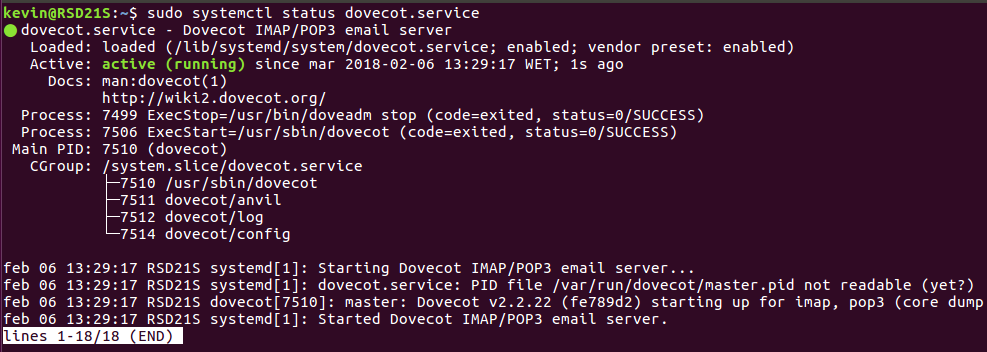 kevin@RSD21S:~$ sudo systemctl status dovecot.service
● dovecot.service - Dovecot IMAP/POP3 email server
   Loaded: loaded (/lib/systemd/system/dovecot.service; enabled; vendor preset: enabled)
   Active: active (running) since mar 2018-02-06 13:29:17 WET; 1s ago
     Docs: man:dovecot(1)
           http://wiki2.dovecot.org/
  Process: 7499 ExecStop=/usr/bin/doveadm stop (code=exited, status=0/SUCCESS)
  Process: 7506 ExecStart=/usr/sbin/dovecot (code=exited, status=0/SUCCESS)
 Main PID: 7510 (dovecot)
   CGroup: /system.slice/dovecot.service
           ├─7510 /usr/sbin/dovecot
           ├─7511 dovecot/anvil
           ├─7512 dovecot/log
           └─7514 dovecot/config

feb 06 13:29:17 RSD21S systemd[1]: Starting Dovecot IMAP/POP3 email server...
feb 06 13:29:17 RSD21S systemd[1]: dovecot.service: PID file /var/run/dovecot/master.pid not readable (yet?)
feb 06 13:29:17 RSD21S dovecot[7510]: master: Dovecot v2.2.22 (fe789d2) starting up for imap, pop3 (core dump
feb 06 13:29:17 RSD21S systemd[1]: Started Dovecot IMAP/POP3 email server.
lines 1-18/18 (END)